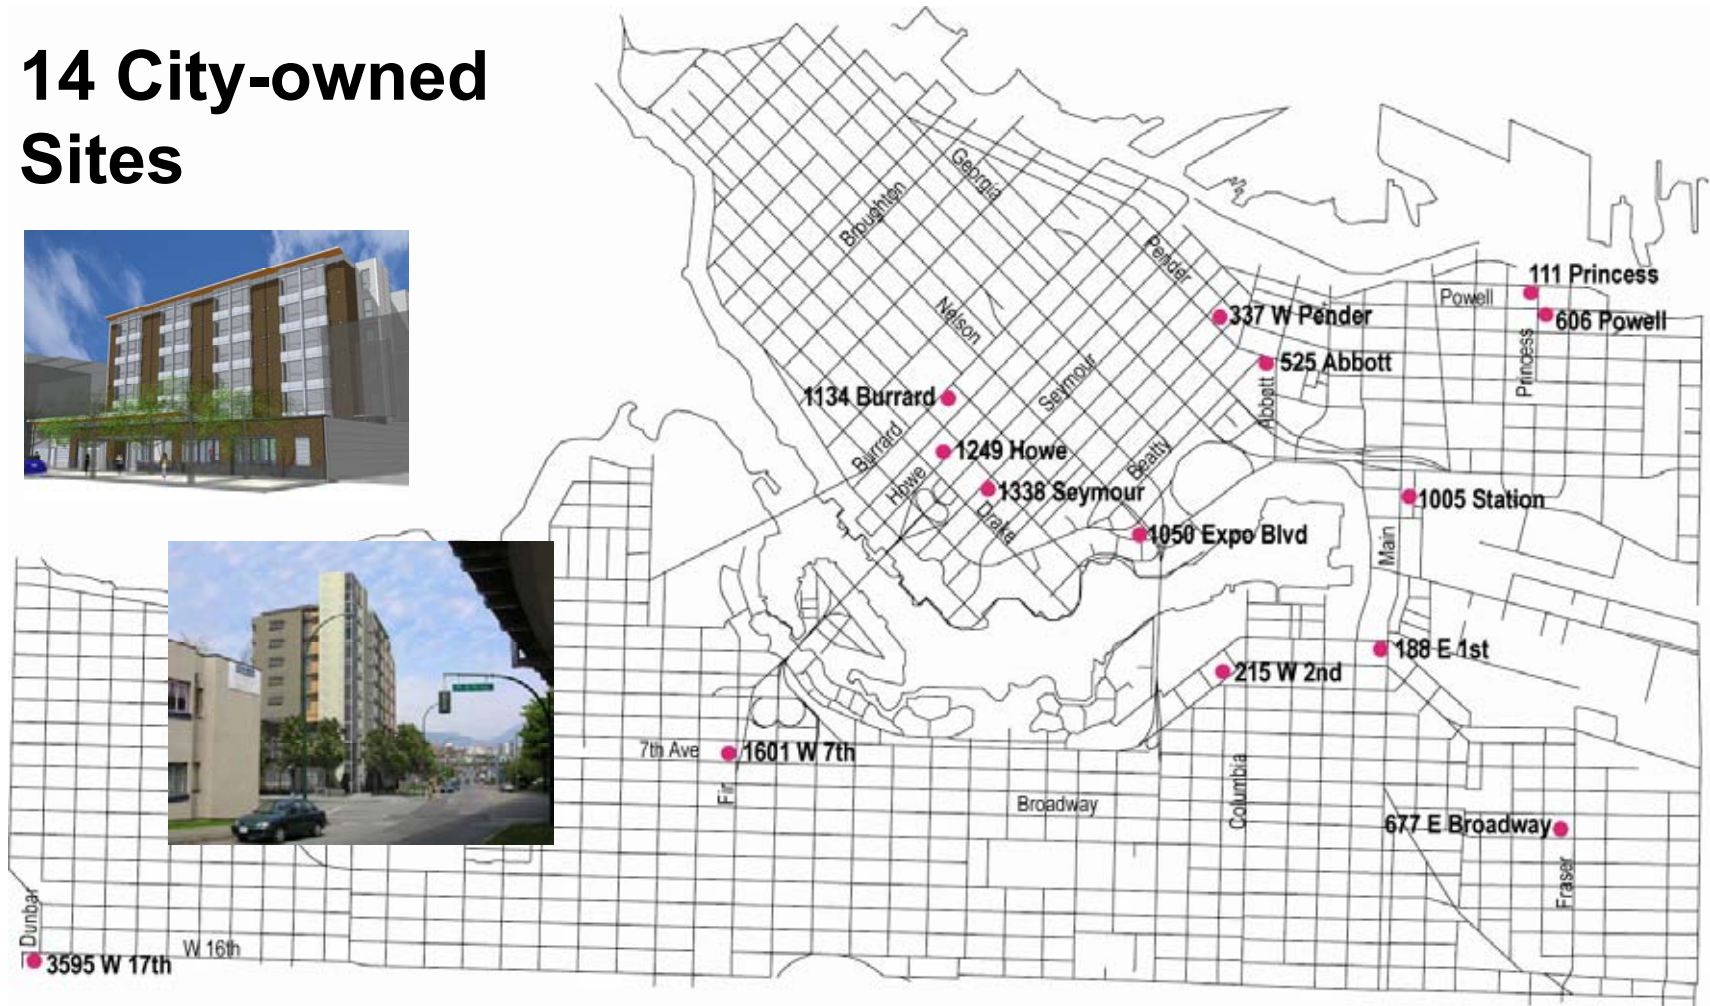 14 City-owned
Sites
Georgia
Broughton
Pender
111 Princess
Powell
337 W Pender
606 Powell
Nelson
Princess
525 Abbott
Seymour
Abbott
1134 Burrard
Burrard
1249 Howe
Beatty
Howe
1338 Seymour
1005 Station
Drake
1050 Expo Blvd
Main
188 E 1st
215 W 2nd
7th Ave
1601 W 7th
Fir
Broadway
Columbia
677 E Broadway
Fraser
Dunbar
W 16th
3595 W 17th